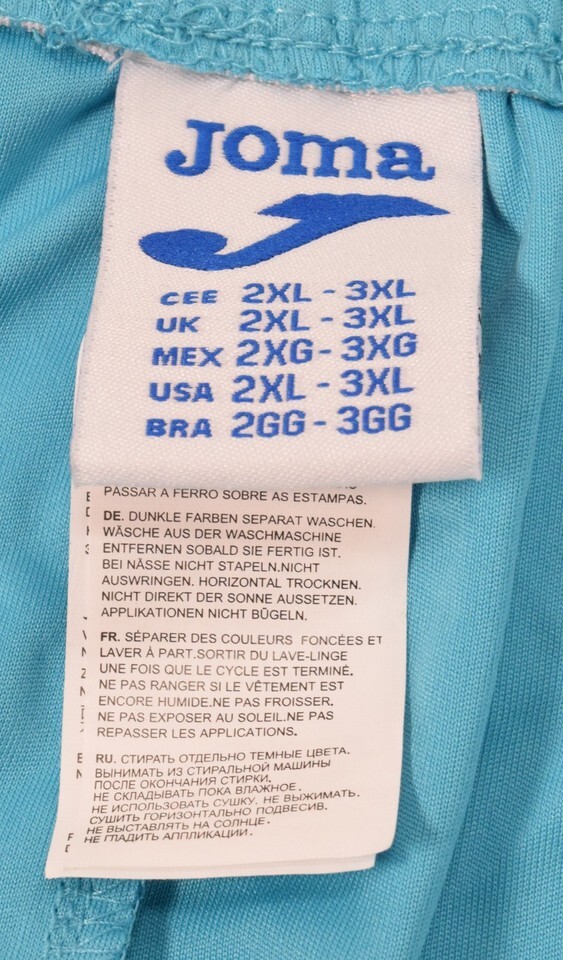 Joma
CEE 2XL - 3XL
UK 2XL - 3XL
MEX 2XG - 3XG
USA 2XL - 3XL
BRA 2GG - 3GG
PASSAR A FERRO SOBRE AS ESTAMPAS.
DE. DUNKLE FARBEN SEPARAT WASCHEN.
WÄSCHE AUS DER WASCHMASCHINE
ENTFERNEN SOBALD SIE FERTIG IST.
BEI NÄSSE NICHT STAPELN.NICHT
AUSWRINGEN. HORIZONTAL TROCKNEN.
NICHT DIREKT DER SONNE AUSSETZEN.
APPLIKATIONEN NICHT BÜGELN.
FR. SÉPARER DES COULEURS FONCÉES ET
LAVER À PART.SORTIR DU LAVE-LINGE
UNE FOIS QUE LE CYCLE EST TERMINÉ.
NE PAS RANGER SI LE VÊTEMENT EST
ENCORE HUMIDE.NE PAS FROISSER.
NE PAS EXPOSER AU SOLEIL.NE PAS
REPASSER LES APPLICATIONS.
RU. СТИРАТЬ ОТДЕЛЬНО ТЕМНЫЕ ЦВЕТА.
ВЫНИМАТЬ ИЗ СТИРАЛЬНОЙ МАШИНЫ
ПОСЛЕ ОКОНЧАНИЯ СТИРКИ.
НЕ СКЛАДЫВАТЬ ПОКА ВЛАЖНОЕ.
НЕ ИСПОЛЬЗОВАТЬ СУШКУ. НЕ ВЫЖИМАТЬ.
СУШИТЬ ГОРИЗОНТАЛЬНО ПОДВЕСИВ.
НЕ ВЫСТАВЛЯТЬ НА СОЛНЦЕ.
НЕ ГЛАДИТЬ АППЛИКАЦИИ.